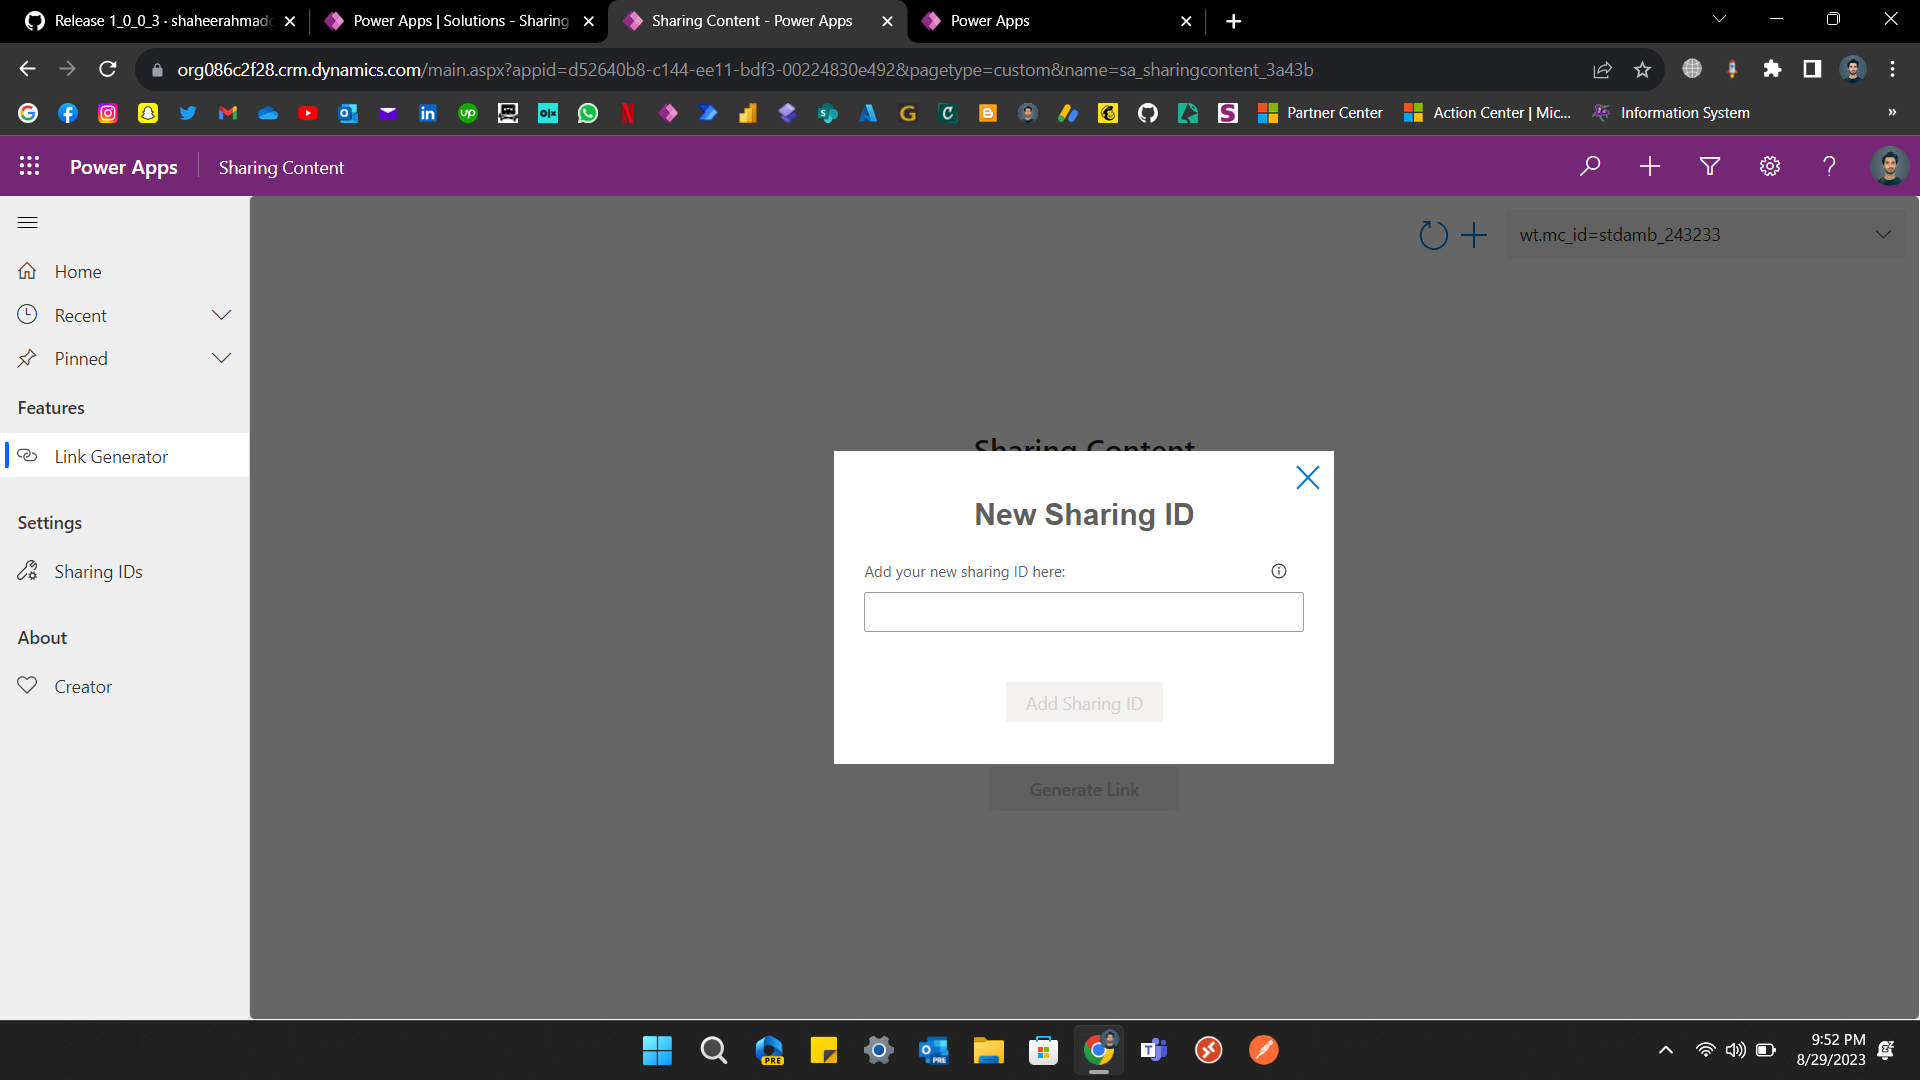 Release 1_0_0_3 · shaheerahmadc
Power Apps | Solutions - Sharing
Sharing Content - Power Apps
Power Apps
org086c2f28.crm.dynamics.com/main.aspx?appid=d52640b8-c144-ee11-bdf3-00224830e492&pagetype=custom&name=sa_sharingcontent_3a43b
Partner Center
Action Center | Mic...
Information System
Power Apps
Sharing Content
wt.mc_id=stdamb_243233
Home
Recent
Pinned
Features
Link Generator
Settings
Sharing IDs
About
Creator
Sharing Content
New Sharing ID
Add your new sharing ID here:
Add Sharing ID
Generate Link
9:52 PM
8/29/2023